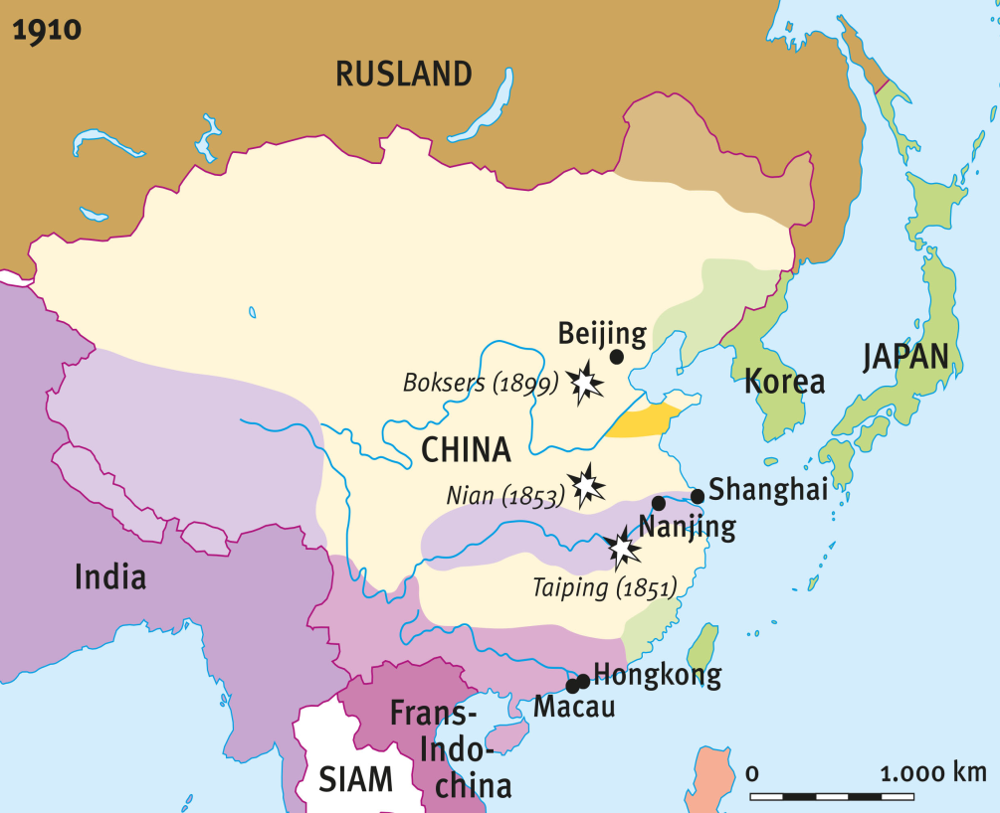 1910
RUSLAND
Beijing
JAPAN
Boksers (1899)
Korea
CHINA
Nian (1853)
Shanghai
Nanjing
India
Taiping (1851)
Hongkong
Macau
Frans-
Indo-
china
SIAM
0 1.000 km